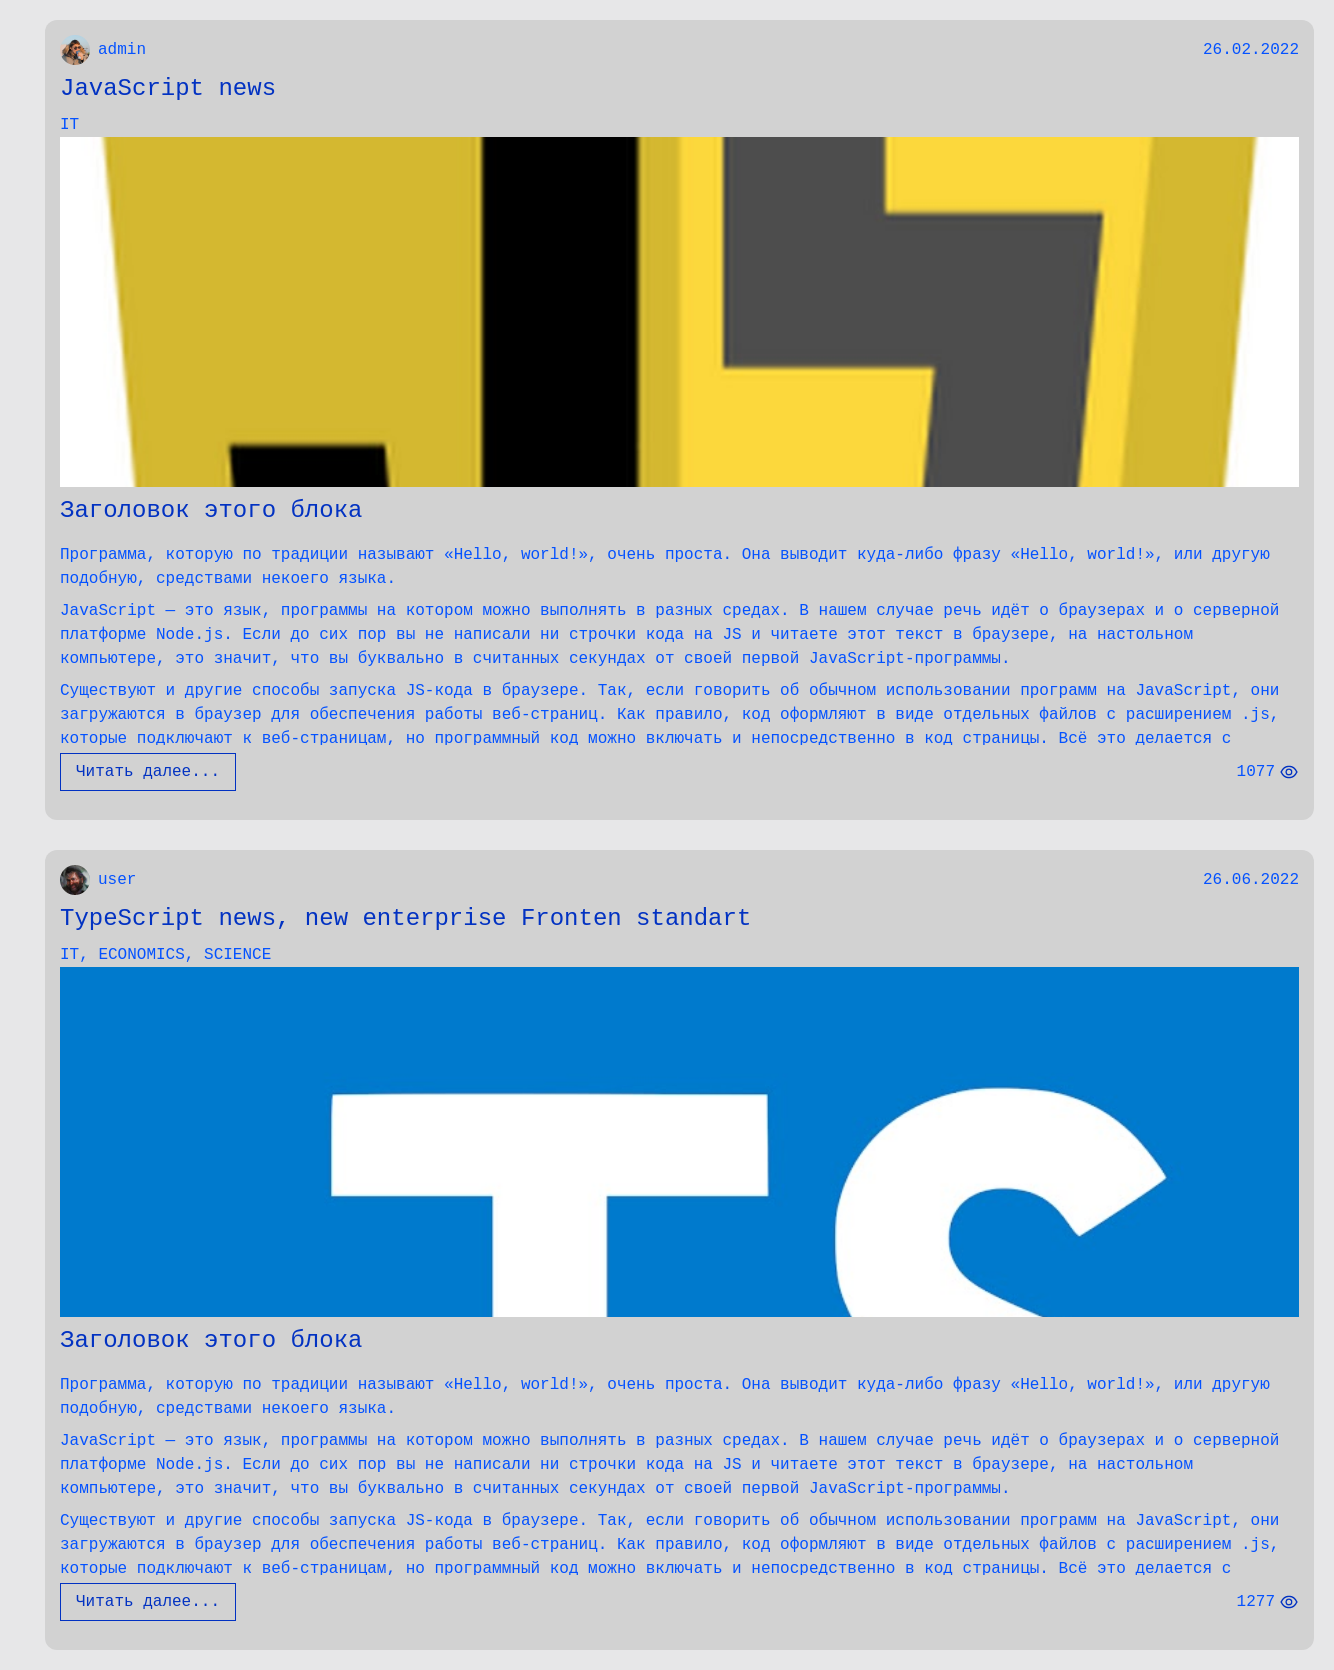 admin 26.02.2022
JavaScript news
IT
Заголовок этого блока
Программа, которую по традиции называют «Hello, world!», очень проста. Она выводит куда-либо фразу «Hello, world!», или другую
подобную, средствами некоего языка.
JavaScript — это язык, программы на котором можно выполнять в разных средах. В нашем случае речь идёт о браузерах и о серверной
платформе Node.js. Если до сих пор вы не написали ни строчки кода на JS и читаете этот текст в браузере, на настольном
компьютере, это значит, что вы буквально в считанных секундах от своей первой JavaScript-программы.
Существуют и другие способы запуска JS-кода в браузере. Так, если говорить об обычном использовании программ на JavaScript, они
загружаются в браузер для обеспечения работы веб-страниц. Как правило, код оформляют в виде отдельных файлов с расширением .js,
которые подключают к веб-страницам, но программный код можно включать и непосредственно в код страницы. Всё это делается с
Читать далее... 1077
user 26.06.2022
TypeScript news, new enterprise Fronten standart
IT, ECONOMICS, SCIENCE
TS
Заголовок этого блока
Программа, которую по традиции называют «Hello, world!», очень проста. Она выводит куда-либо фразу «Hello, world!», или другую
подобную, средствами некоего языка.
JavaScript — это язык, программы на котором можно выполнять в разных средах. В нашем случае речь идёт о браузерах и о серверной
платформе Node.js. Если до сих пор вы не написали ни строчки кода на JS и читаете этот текст в браузере, на настольном
компьютере, это значит, что вы буквально в считанных секундах от своей первой JavaScript-программы.
Существуют и другие способы запуска JS-кода в браузере. Так, если говорить об обычном использовании программ на JavaScript, они
загружаются в браузер для обеспечения работы веб-страниц. Как правило, код оформляют в виде отдельных файлов с расширением .js,
которые подключают к веб-страницам, но программный код можно включать и непосредственно в код страницы. Всё это делается с
Читать далее... 1277